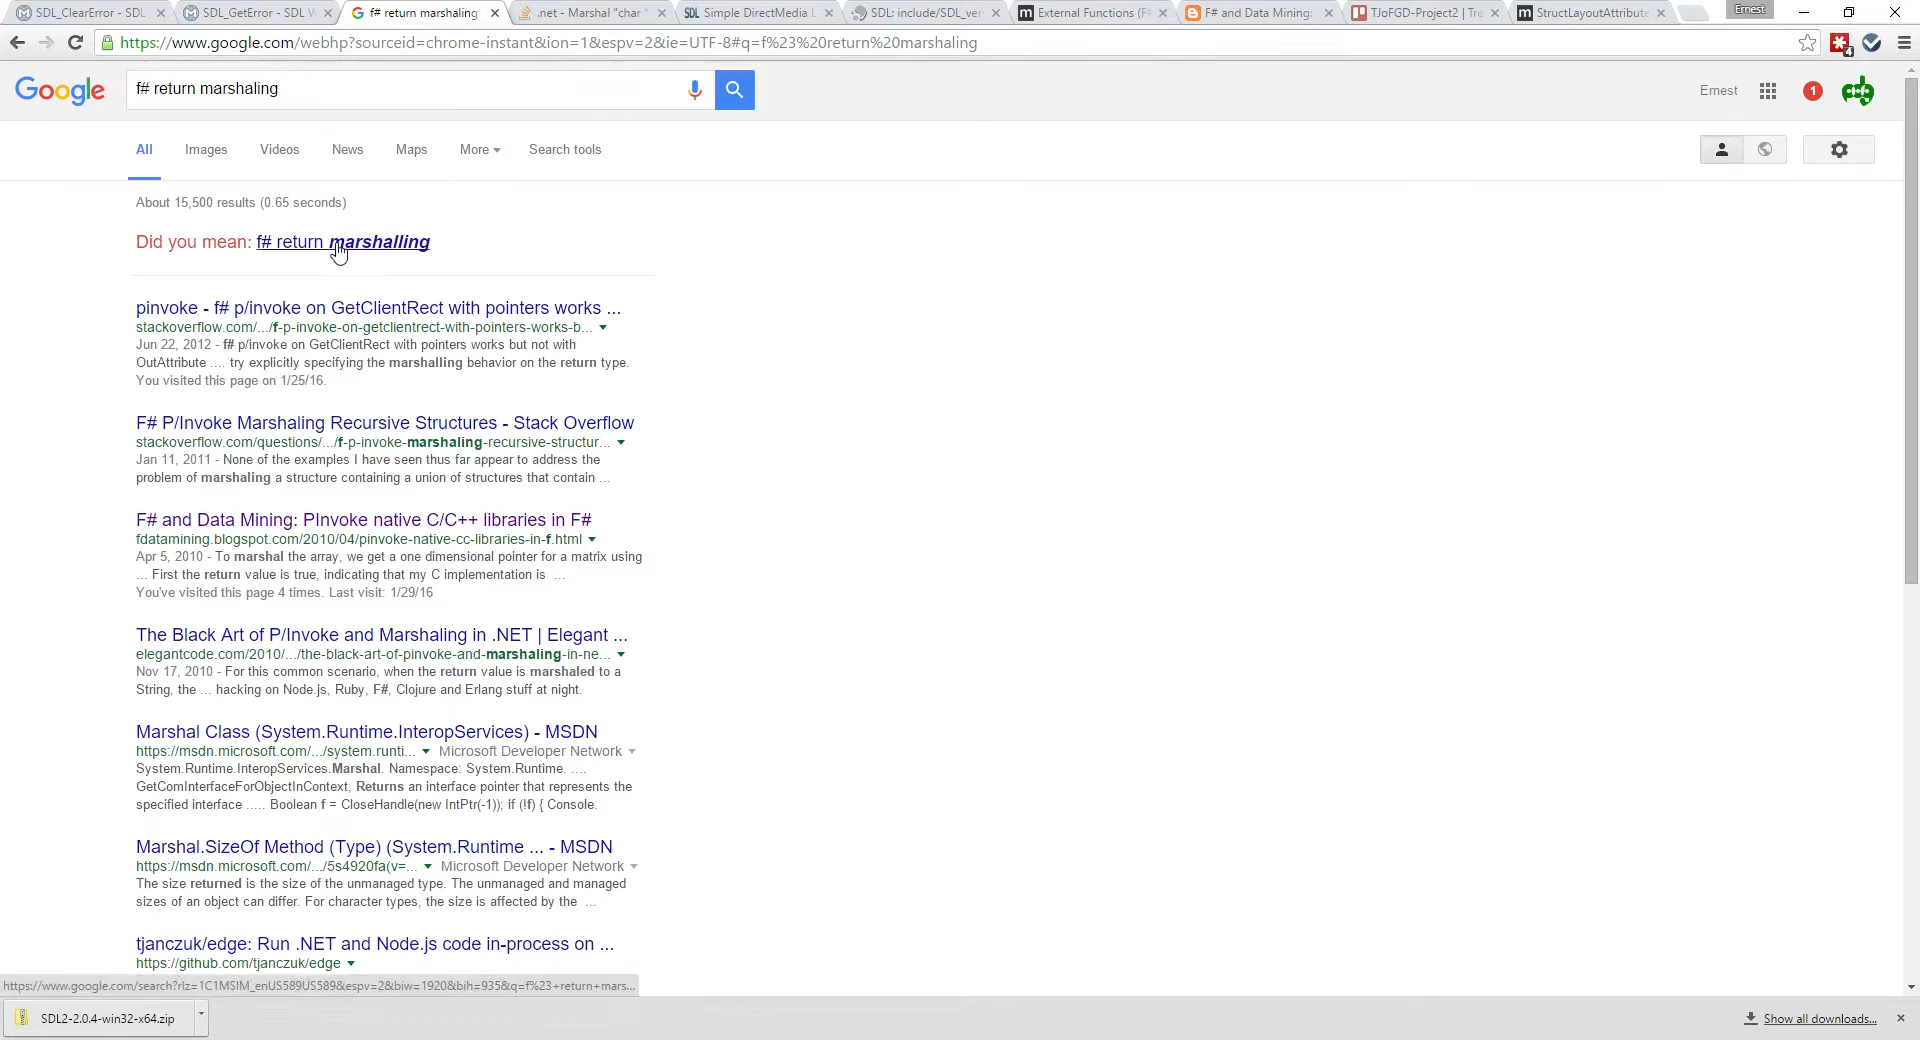 SDL_ClearError - SDL
SDL_GetError - SDL W
f# return marshaling
.net - Marshal "char
SDL Simple DirectMedia L
SDL: include/SDL_ver
External Functions (F#
F# and Data Mining:
TJoFGD-Project2 | Tre
StructLayoutAttribute
Ernest
https://www.google.com/webhp?sourceid=chrome-instant&ion=1&espv=2&ie=UTF-8#q=f%23%20return%20marshaling
4
Google
f# return marshaling
Ernest
1
All
Images
Videos
News
Maps
More
Search tools
About 15,500 results (0.65 seconds)
Did you mean: f# return marshalling
pinvoke - f# p/invoke on GetClientRect with pointers works ...
stackoverflow.com/.../f-p-invoke-on-getclientrect-with-pointers-works-b...
Jun 22, 2012 - f# p/invoke on GetClientRect with pointers works but not with
OutAttribute .... try explicitly specifying the marshalling behavior on the return type.
You visited this page on 1/25/16.
F# P/Invoke Marshaling Recursive Structures - Stack Overflow
stackoverflow.com/questions/.../f-p-invoke-marshaling-recursive-structur...
Jan 11, 2011 - None of the examples I have seen thus far appear to address the
problem of marshaling a structure containing a union of structures that contain ...
F# and Data Mining: PInvoke native C/C++ libraries in F#
fdatamining.blogspot.com/2010/04/pinvoke-native-cc-libraries-in-f.html
Apr 5, 2010 - To marshal the array, we get a one dimensional pointer for a matrix using
... First the return value is true, indicating that my C implementation is ...
You've visited this page 4 times. Last visit: 1/29/16
The Black Art of P/Invoke and Marshaling in .NET | Elegant ...
elegantcode.com/2010/.../the-black-art-of-pinvoke-and-marshaling-in-ne...
Nov 17, 2010 - For this common scenario, when the return value is marshaled to a
String, the ... hacking on Node.js, Ruby, F#, Clojure and Erlang stuff at night.
Marshal Class (System.Runtime.InteropServices) - MSDN
https://msdn.microsoft.com/.../system.runti... Microsoft Developer Network
System.Runtime.InteropServices.Marshal. Namespace: System.Runtime. ....
GetComInterfaceForObjectInContext, Returns an interface pointer that represents the
specified interface ..... Boolean f = CloseHandle(new IntPtr(-1)); if (!f) { Console.
Marshal.SizeOf Method (Type) (System.Runtime ... - MSDN
https://msdn.microsoft.com/.../5s4920fa(v=... Microsoft Developer Network
The size returned is the size of the unmanaged type. The unmanaged and managed
sizes of an object can differ. For character types, the size is affected by the ...
tjanczuk/edge: Run .NET and Node.js code in-process on ...
https://github.com/tjanczuk/edge
https://www.google.com/search?rlz=1C1MSIM_enUS589US589&espv=2&biw=1920&bih=935&q=f%23+return+mars...
SDL2-2.0.4-win32-x64.zip
Show all downloads...